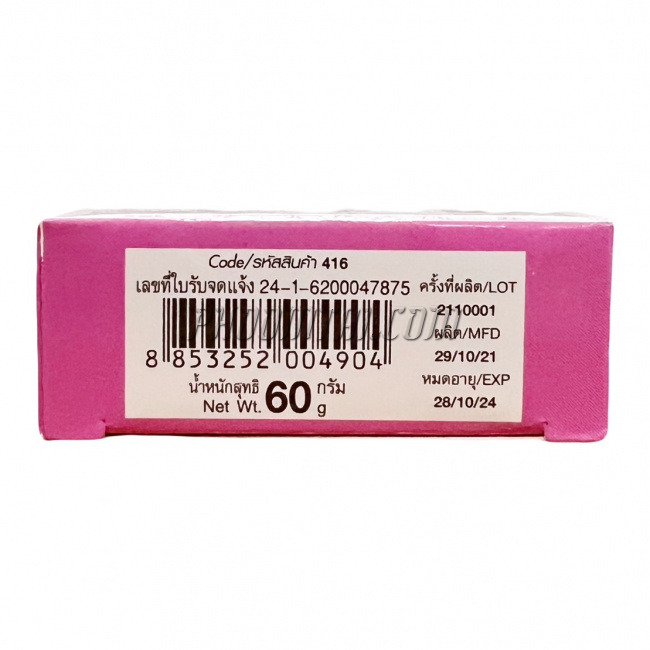 Code/รหัสสินค้า 416
เลขที่ใบรับจดแจ้ง 24-1-6200047875
8 853252 004904
น้ำหนักสุทธิ 60 กรัม
Net Wt. g
ครั้งที่ผลิต/LOT
2110001
ผลิต/MFD
29/10/21
หมดอายุ/EXP
28/10/24